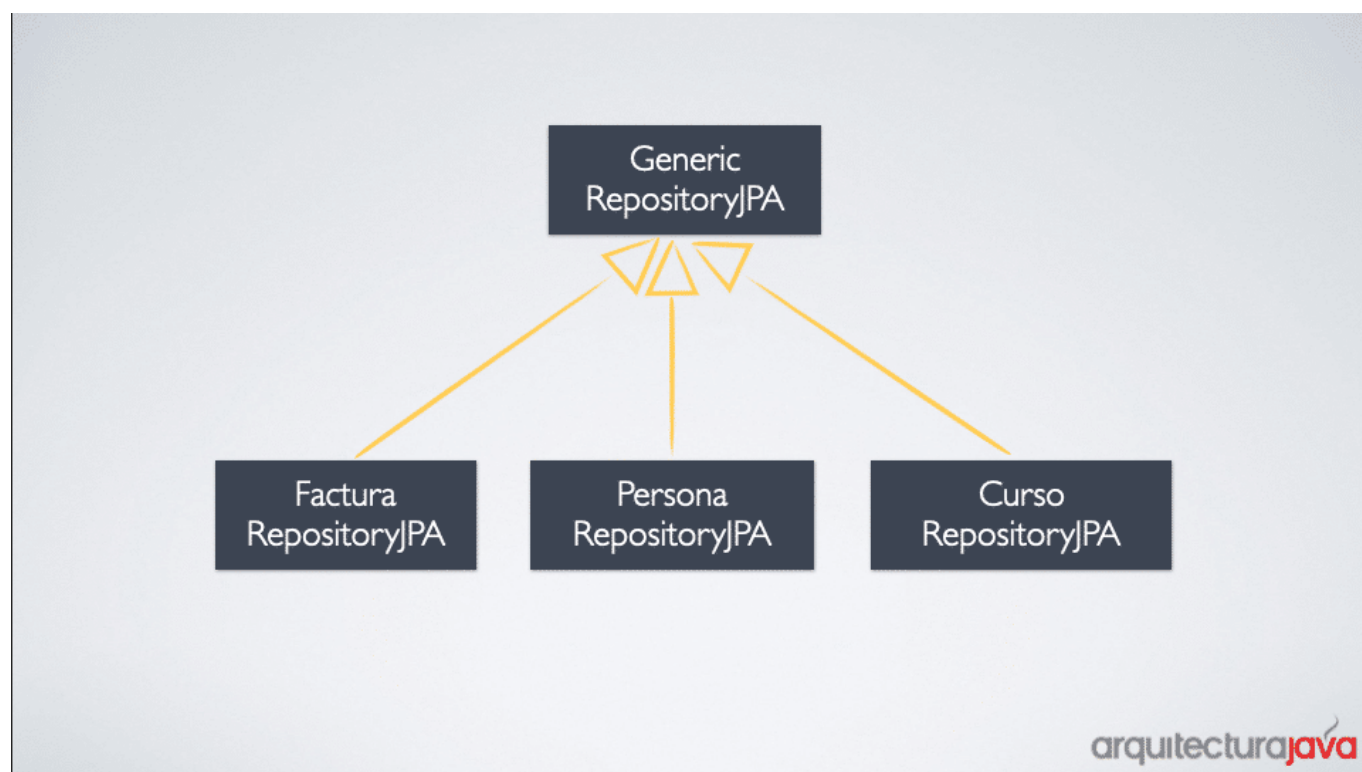 Generic
RepositoryJPA
Factura
RepositoryJPA
Persona
RepositoryJPA
Curso
RepositoryJPA
arquitecturajava